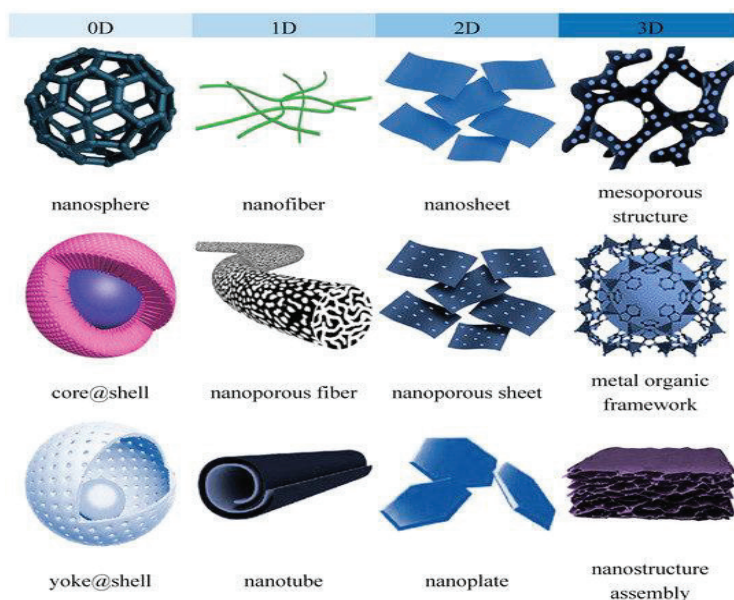 0D 1D 2D 3D
nanosphere nanofiber nanosheet mesoporous
structure
core@shell nanoporous fiber nanoporous sheet metal organic
framework
yoke@shell nanotube nanoplate nanostructure
assembly